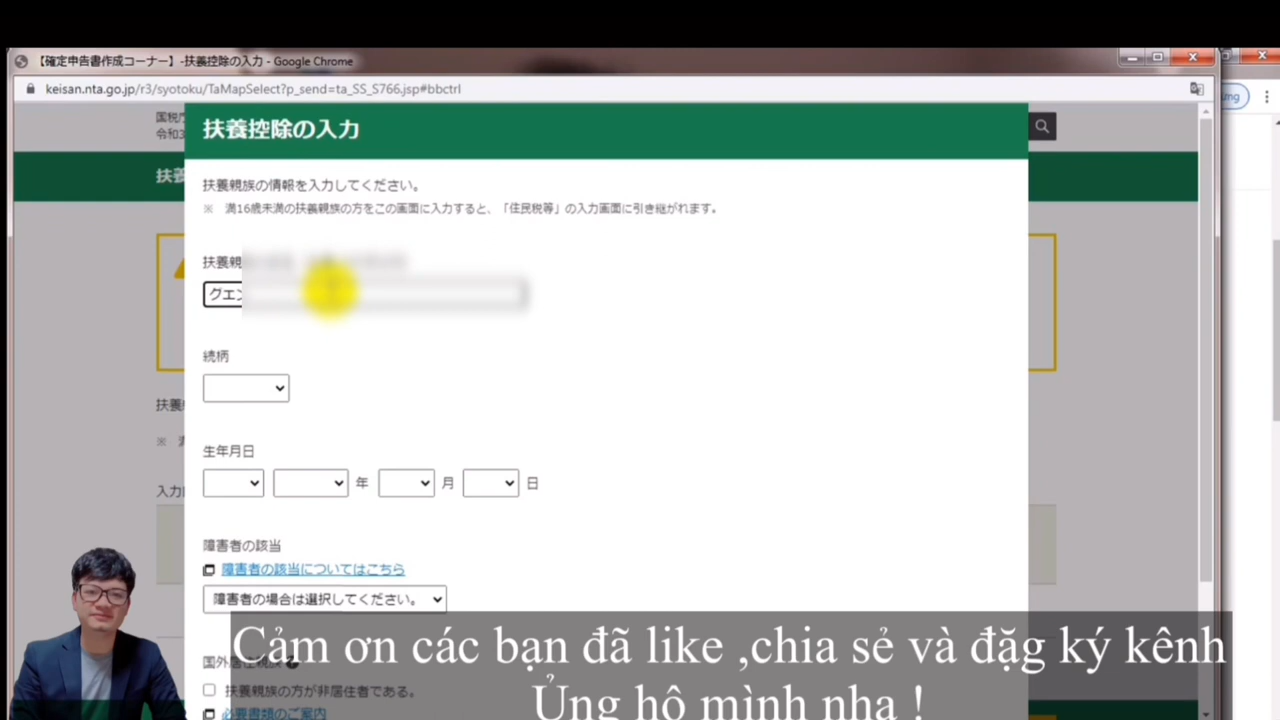 【確定申告書作成コーナー】-扶養控除の入力 - Google Chrome
keisan.nta.go.jp/r3/syotoku/TaMapSelect?p_send=ta_SS_S766.jsp#bbctrl
扶養控除の入力
扶養親族の情報を入力してください。
※ 満16歳未満の扶養親族の方をこの画面に入力すると、「住民税等」の入力画面に引き継がれます。
扶養親
グエン
続柄
生年月日
年 月 日
障害者の該当
障害者の該当についてはこちら
障害者の場合は選択してください。
Cảm ơn các bạn đã like ,chia sẻ và đặg ký kênh
国外居住親族
扶養親族の方が非居住者である。
Ủng hộ mình nha !
必要書類のご案内